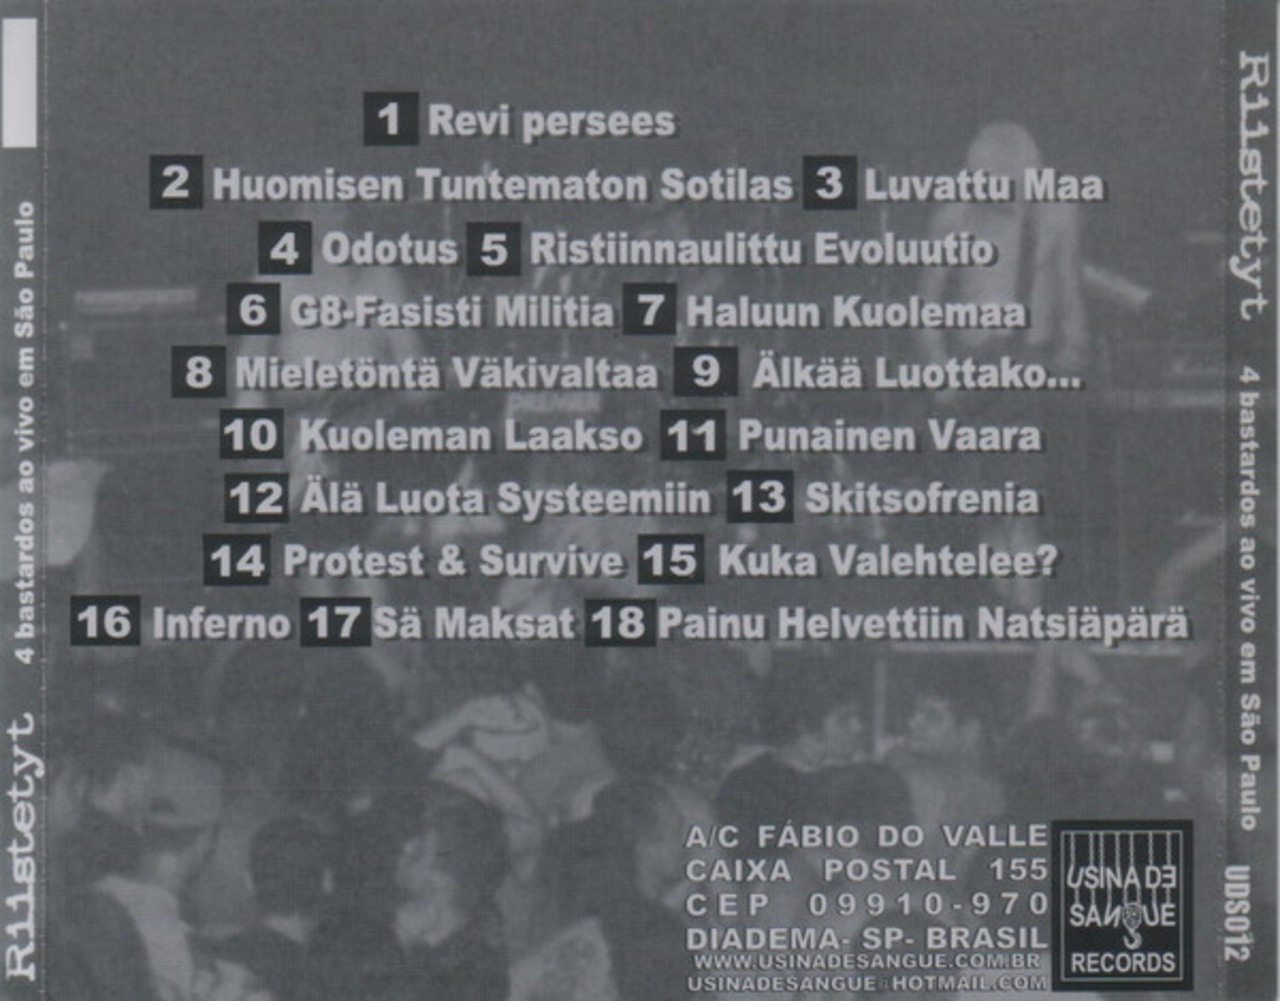 1 Revi persees
2 Huomisen Tuntematon Sotilas 3 Luvattu Maa
4 Odotus 5 Ristiinnaulittu Evoluutio
6 G8-Fasisti Militia 7 Haluun Kuolemaa
8 Mieletöntä Väkivaltaa 9 Älkää Luottako...
10 Kuoleman Laakso 11 Punainen Vaara
12 Älä Luota Systeemiin 13 Skitsofrenia
14 Protest & Survive 15 Kuka Valehtelee?
16 Inferno 17 Sä Maksat 18 Painu Helvettiin Natsiäpärä
A/C FÁBIO DO VALLE
CAIXA POSTAL 155
CEP 09910-970
DIADEMA- SP- BRASIL
WWW.USINADESANGUE.COM.BR
USINADESANGUE@HOTMAIL.COM
USINA DE
SANGUE
RECORDS
Riistetyt 4 bastardos ao vivo em São Paulo
Riistetyt 4 bastardos ao vivo em São Paulo UDS012